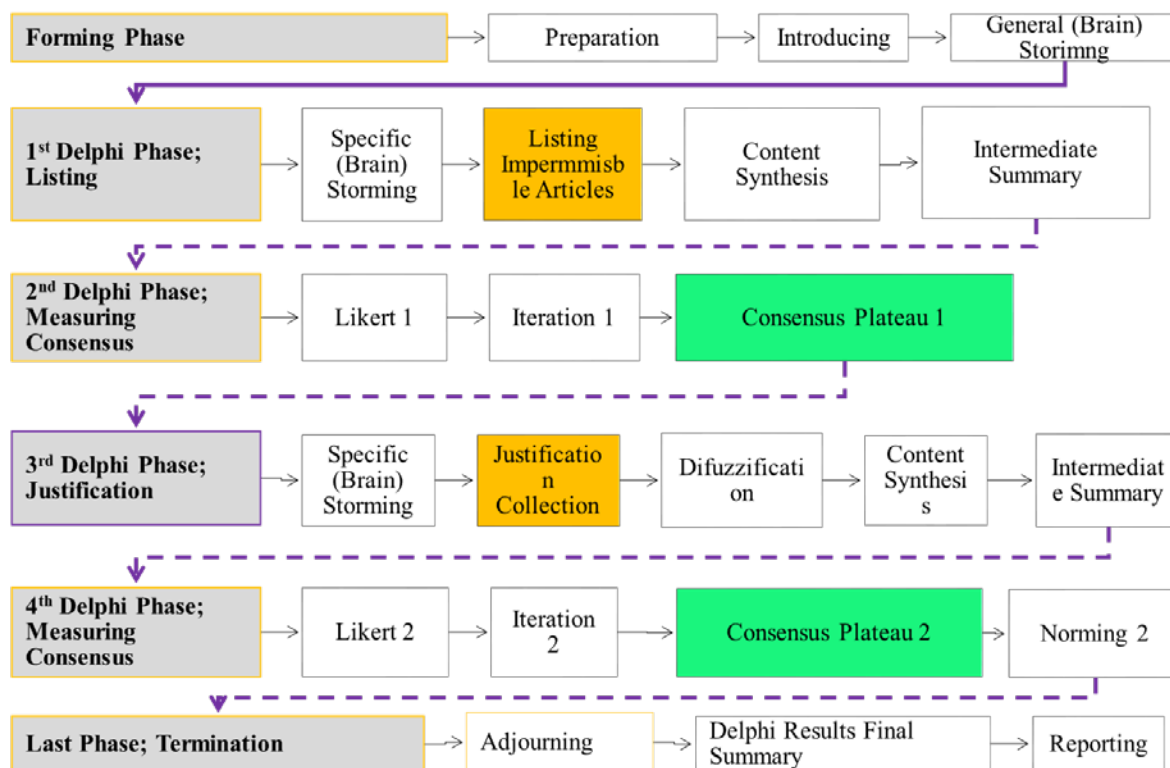 Forming Phase
Preparation
Introducing
General (Brain)
Storimng
1st Delphi Phase;
Listing
Specific
(Brain)
Storming
Listing
Impermmisb
le Articles
Content
Synthesis
Intermediate
Summary
2nd Delphi Phase;
Measuring
Consensus
Likert 1
Iteration 1
Consensus Plateau 1
3rd Delphi Phase;
Justification
Specific
(Brain)
Storming
Justificatio
n
Collection
Difuzzificati
on
Content
Synthesi
s
Intermediat
e Summary
4th Delphi Phase;
Measuring
Consensus
Likert 2
Iteration
2
Consensus Plateau 2
Norming 2
Last Phase; Termination
Adjourning
Delphi Results Final
Summary
Reporting